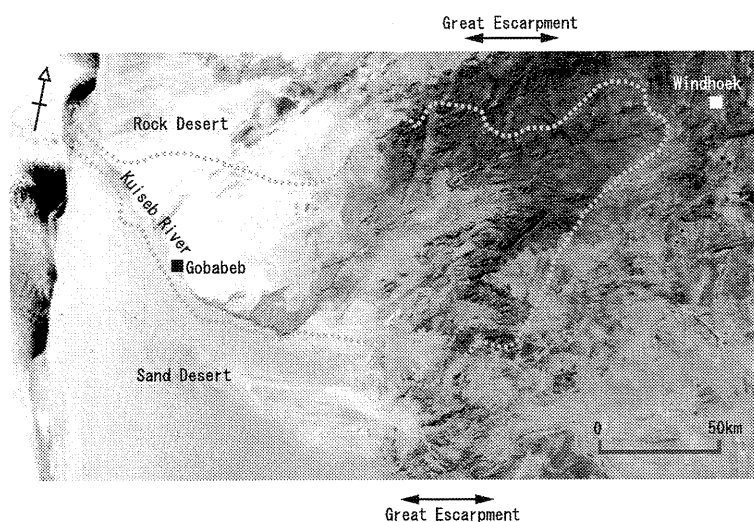 Great Escarpment
Windhoek
Rock Desert
Kuiseb River
Gobabeb
Sand Desert
0 50km
Great Escarpment